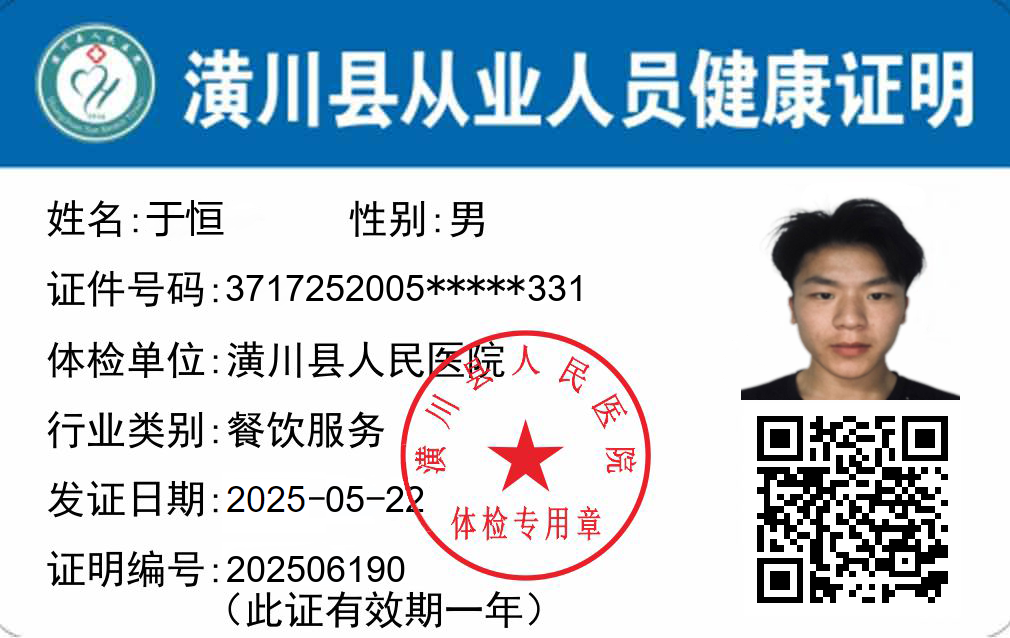 潢川县从业人员健康证明
姓名:于恒 性别:男
证件号码:3717252005*****331
体检单位:潢川县人民医院
行业类别:餐饮服务
发证日期:2025-05-22
证明编号:202506190
(此证有效期一年)
潢川县人民医院
体检专用章